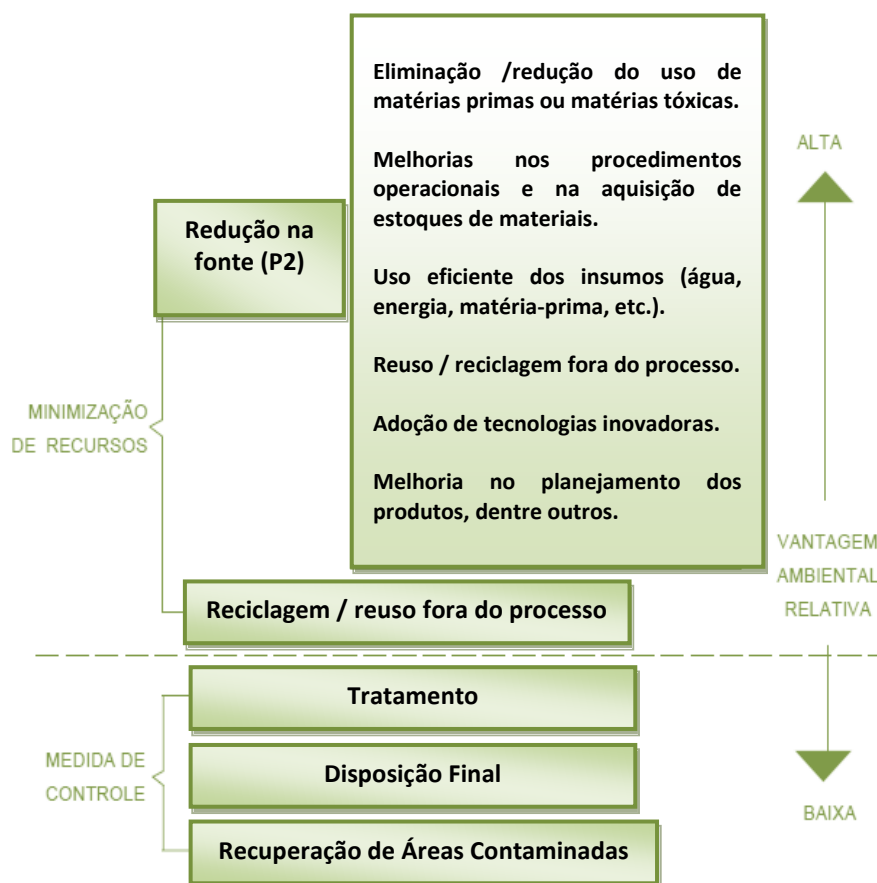 Eliminação /redução do uso de
matérias primas ou matérias tóxicas.
Melhorias nos procedimentos
operacionais e na aquisição de
estoques de materiais.
Uso eficiente dos insumos (água,
energia, matéria-prima, etc.).
Reuso / reciclagem fora do processo.
Adoção de tecnologias inovadoras.
Melhoria no planejamento dos
produtos, dentre outros.
Redução na
fonte (P2)
MINIMIZAÇÃO
DE RECURSOS
Reciclagem / reuso fora do processo
ALTA
VANTAGEM
AMBIENTAL
RELATIVA
BAIXA
MEDIDA DE
CONTROLE
Tratamento
Disposição Final
Recuperação de Áreas Contaminadas